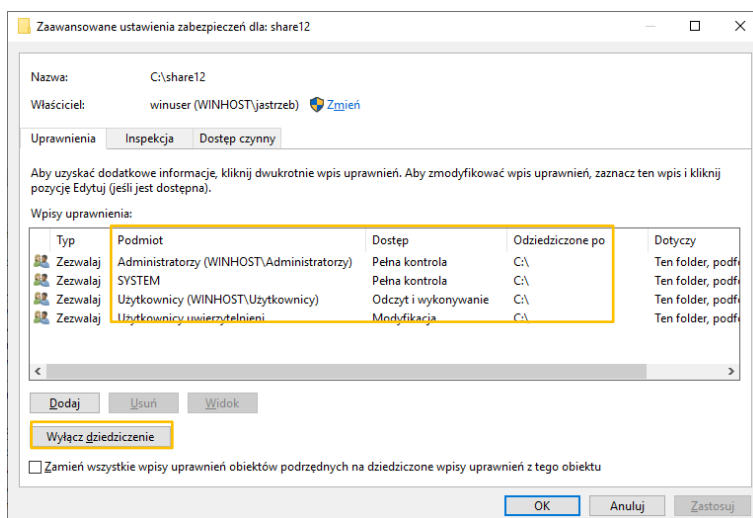 Zaawansowane ustawienia zabezpieczeń dla: share12
Nazwa: C:\share12
Właściciel: winuser (WINHOST\jastrzeb) Zmień
Uprawnienia Inspekcja Dostęp czynny
Aby uzyskać dodatkowe informacje, kliknij dwukrotnie wpis uprawnień. Aby zmodyfikować wpis uprawnień, zaznacz ten wpis i kliknij
pozycję Edytuj (jeśli jest dostępna).
Wpisy uprawnienia:
Typ Podmiot Dostęp Odziedziczone po Dotyczy
Zezwalaj Administratorzy (WINHOST\Administratorzy) Pełna kontrola C:\ Ten folder, podfo
Zezwalaj SYSTEM Pełna kontrola C:\ Ten folder, podfo
Zezwalaj Użytkownicy (WINHOST\Użytkownicy) Odczyt i wykonywanie C:\ Ten folder, podfo
Zezwalaj Użytkownicy uwierzytelnieni Modyfikacja C:\ Ten folder, podfo
Dodaj Usuń Widok
Wyłącz dziedziczenie
Zamień wszystkie wpisy uprawnień obiektów podrzędnych na dziedziczone wpisy uprawnień z tego obiektu
OK Anuluj Zastosuj